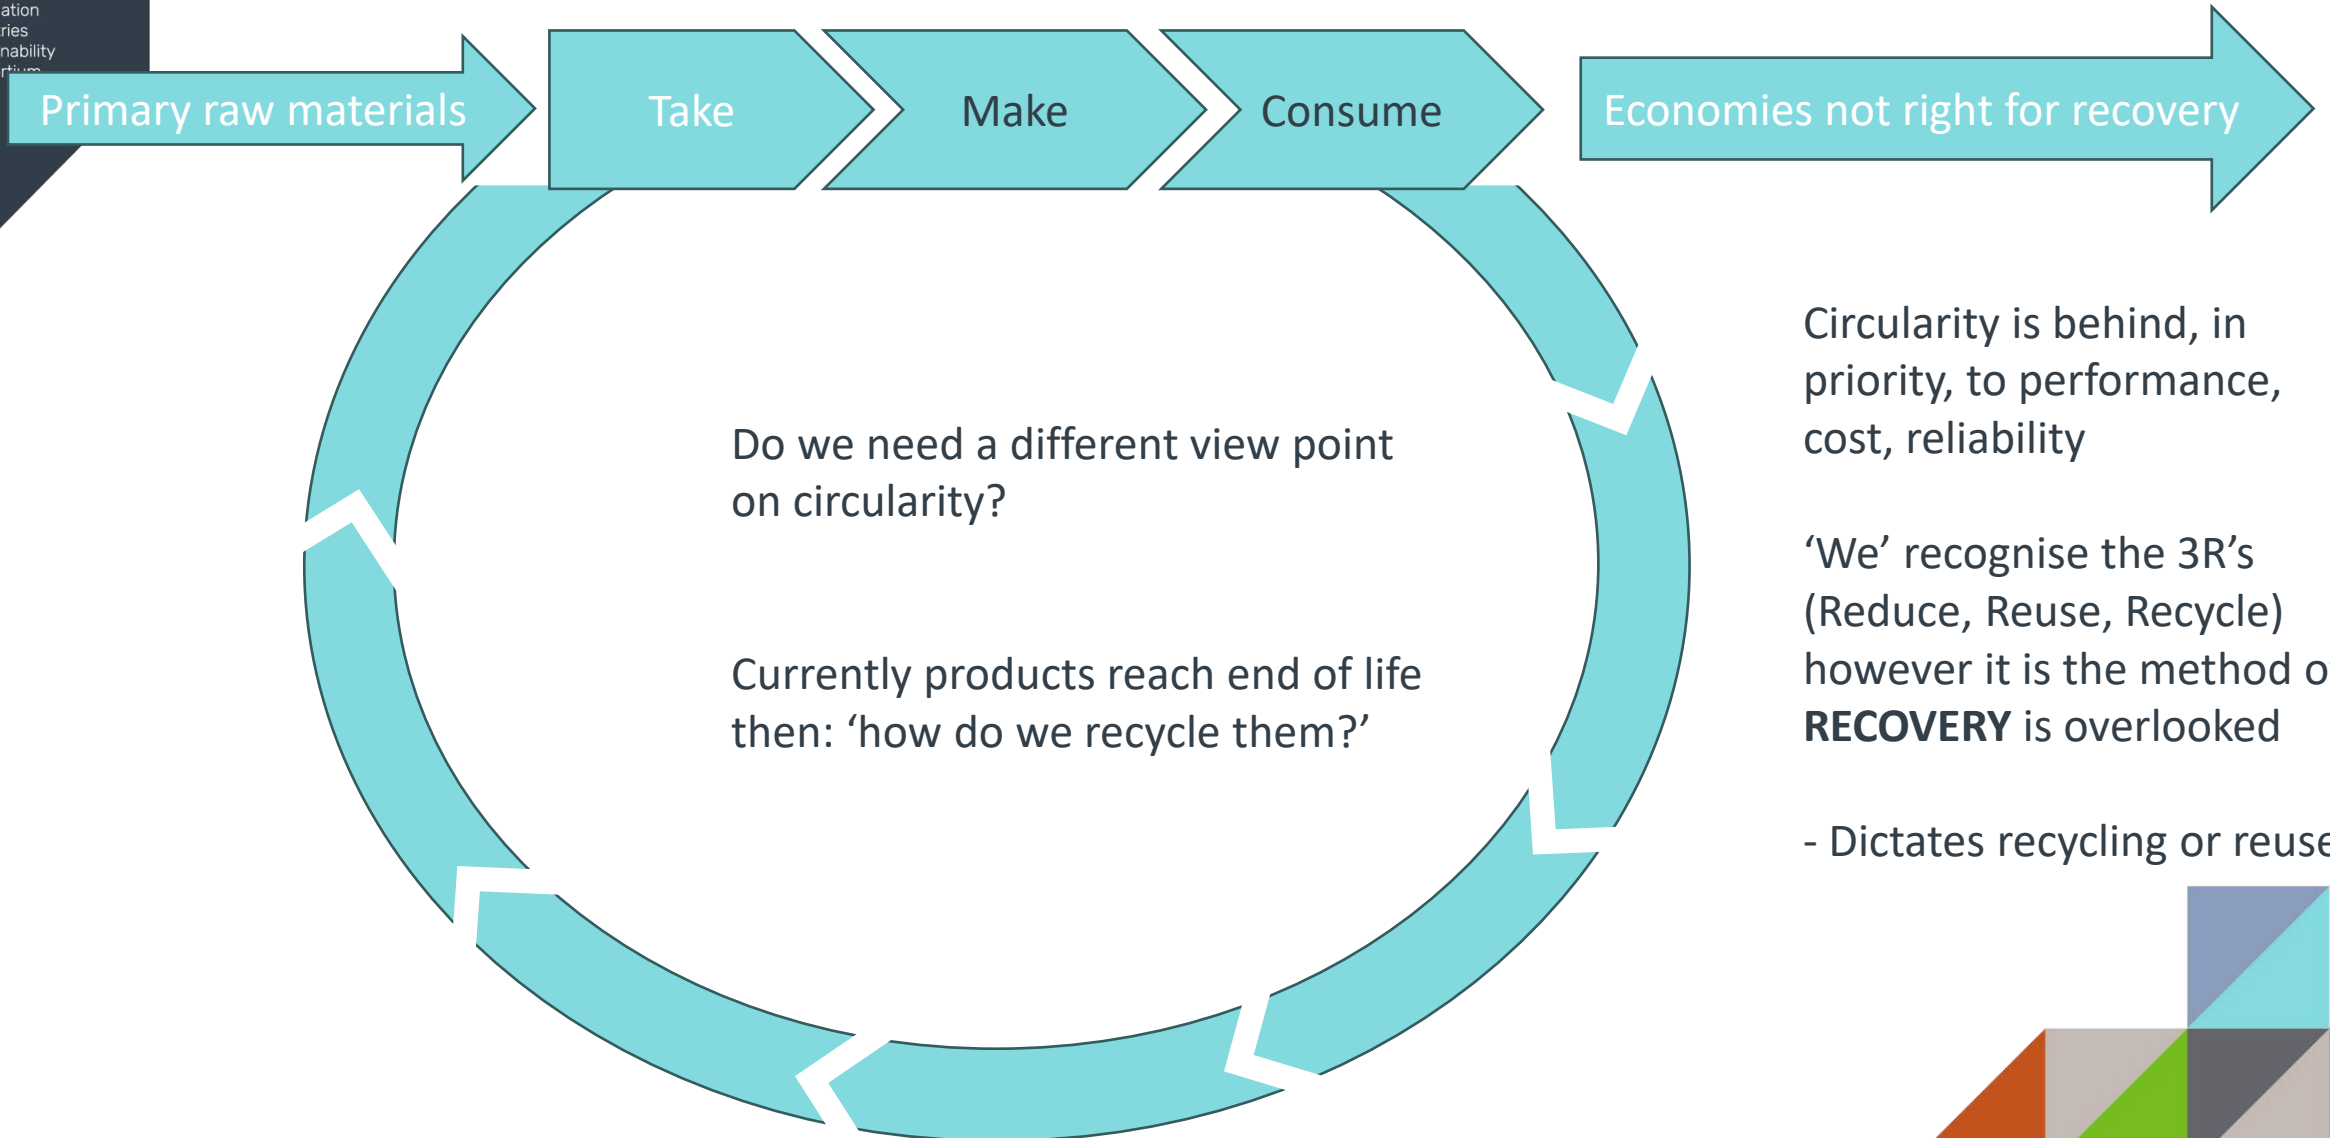 Primary raw materials
Take
Make
Consume
Economies not right for recovery
Do we need a different view point
on circularity?
Currently products reach end of life
then: ‘how do we recycle them?’
Circularity is behind, in
priority, to performance,
cost, reliability
‘We’ recognise the 3R’s
(Reduce, Reuse, Recycle)
however it is the method
RECOVERY is overlooked
- Dictates recycling or reuse